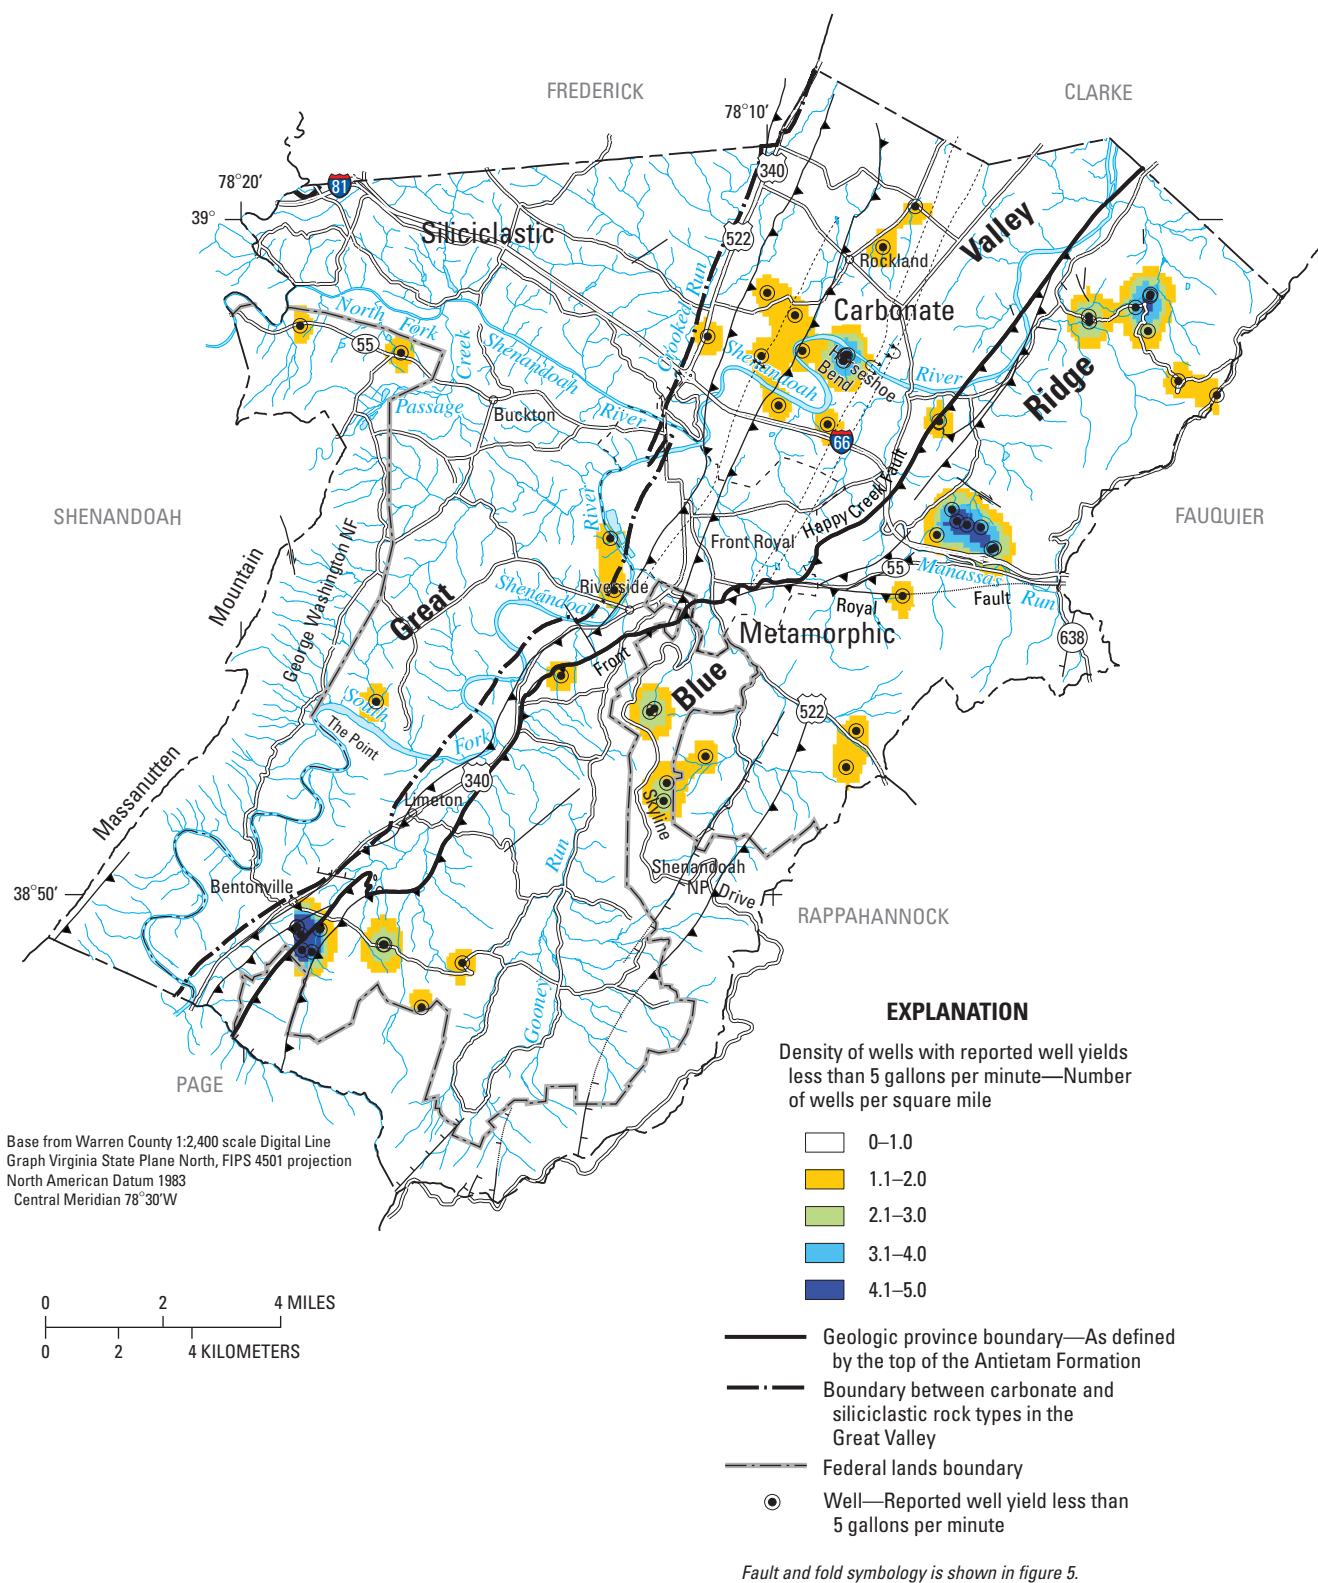 FREDERICK
CLARKE
78°10′
340
81
78°20′
39°
Siliciclastic
522
Valley
Rockland
Crooked Run
Carbonate
North Fork
Shenandoah
River
55
Creek
Passage
Buckton
Shenandoah
Horseshoe
Bend
River
Ridge
66
SHENANDOAH
FAUQUIER
River
Happy Creek Fault
Front Royal
55
Manassas
Run
Mountain
George Washington NF
Great
Shenandoah
Riverside
Royal
Fault
638
Metamorphic
Front
Blue
522
South
Fork
The Point
340
Limeton
Massanutten
Skyline
Run
Shenandoah
NP
Drive
38°50′
Bentonville
RAPPAHANNOCK
Gooney
PAGE
Base from Warren County 1:2,400 scale Digital Line
Graph Virginia State Plane North, FIPS 4501 projection
North American Datum 1983
Central Meridian 78°30′W
0 2 4 MILES
0 2 4 KILOMETERS
EXPLANATION
Density of wells with reported well yields
less than 5 gallons per minute—Number
of wells per square mile
0–1.0
1.1–2.0
2.1–3.0
3.1–4.0
4.1–5.0
Geologic province boundary—As defined
by the top of the Antietam Formation
Boundary between carbonate and
siliciclastic rock types in the
Great Valley
Federal lands boundary
Well—Reported well yield less than
5 gallons per minute
Fault and fold symbology is shown in figure 5.